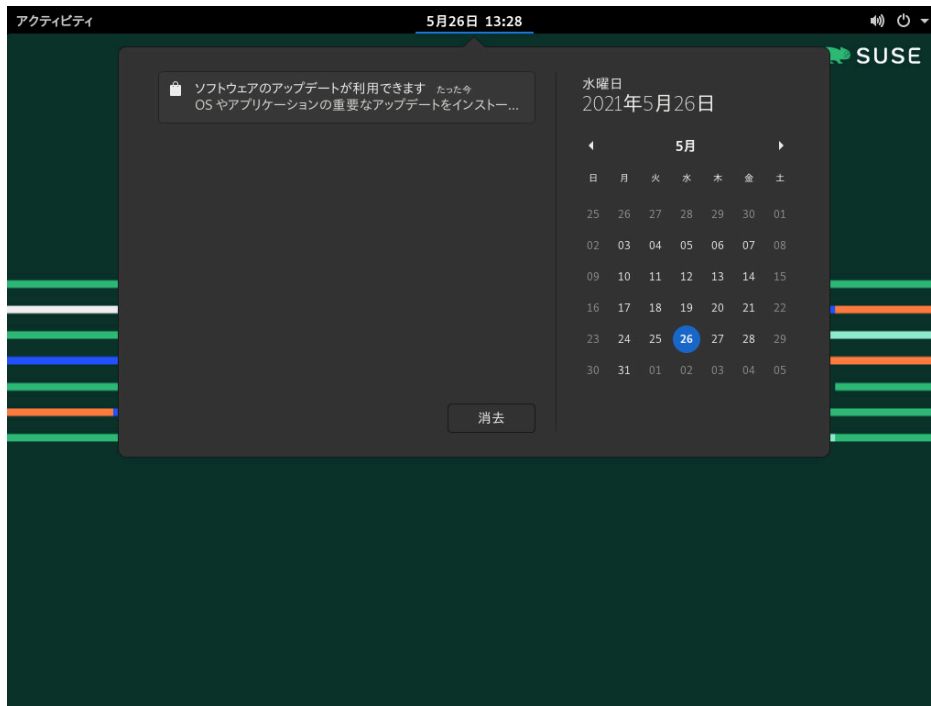 アクティビティ
5月26日 13:28
SUSE
ソフトウェアのアップデートが利用できます たった今
OS やアプリケーションの重要なアップデートをインストー...
消去
水曜日
2021年5月26日
5月
日 月 火 水 木 金 土
25 26 27 28 29 30 01
02 03 04 05 06 07 08
09 10 11 12 13 14 15
16 17 18 19 20 21 22
23 24 25 26 27 28 29
30 31 01 02 03 04 05